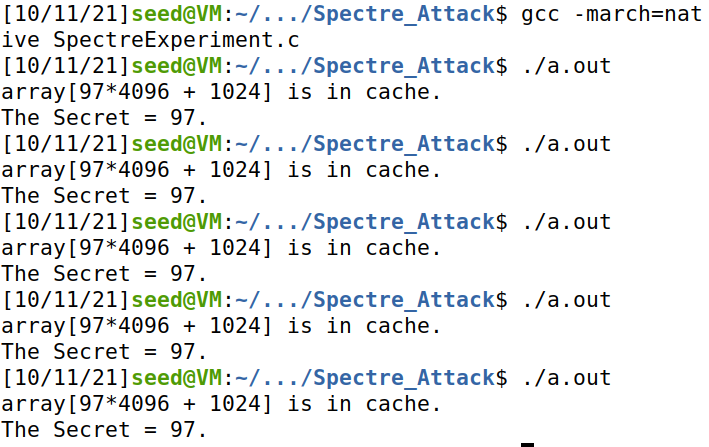 [10/11/21]seed@VM:~/.../Spectre_Attack$ gcc -march=nat
ive SpectreExperiment.c
[10/11/21]seed@VM:~/.../Spectre_Attack$ ./a.out
array[97*4096 + 1024] is in cache.
The Secret = 97.
[10/11/21]seed@VM:~/.../Spectre_Attack$ ./a.out
array[97*4096 + 1024] is in cache.
The Secret = 97.
[10/11/21]seed@VM:~/.../Spectre_Attack$ ./a.out
array[97*4096 + 1024] is in cache.
The Secret = 97.
[10/11/21]seed@VM:~/.../Spectre_Attack$ ./a.out
array[97*4096 + 1024] is in cache.
The Secret = 97.
[10/11/21]seed@VM:~/.../Spectre_Attack$ ./a.out
array[97*4096 + 1024] is in cache.
The Secret = 97.